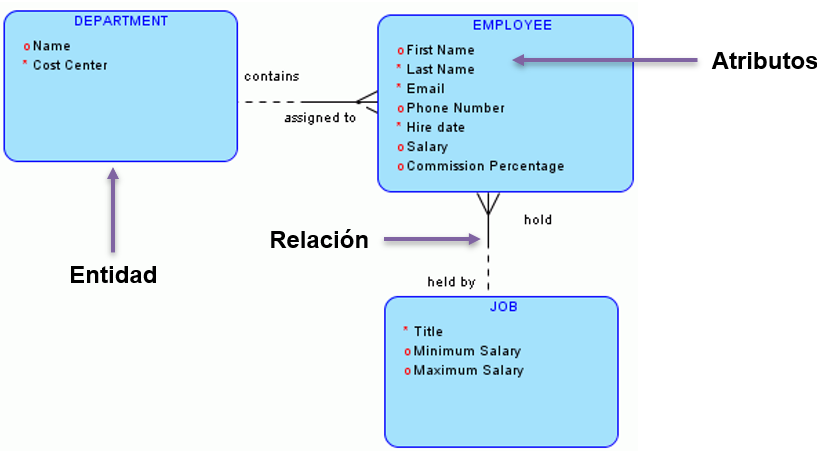 DEPARTMENT
o Name
* Cost Center
contains
assigned to
EMPLOYEE
o First Name
* Last Name
* Email
o Phone Number
* Hire date
o Salary
o Commission Percentage
Atributos
Entidad
Relación
hold
held by
JOB
* Title
o Minimum Salary
o Maximum Salary